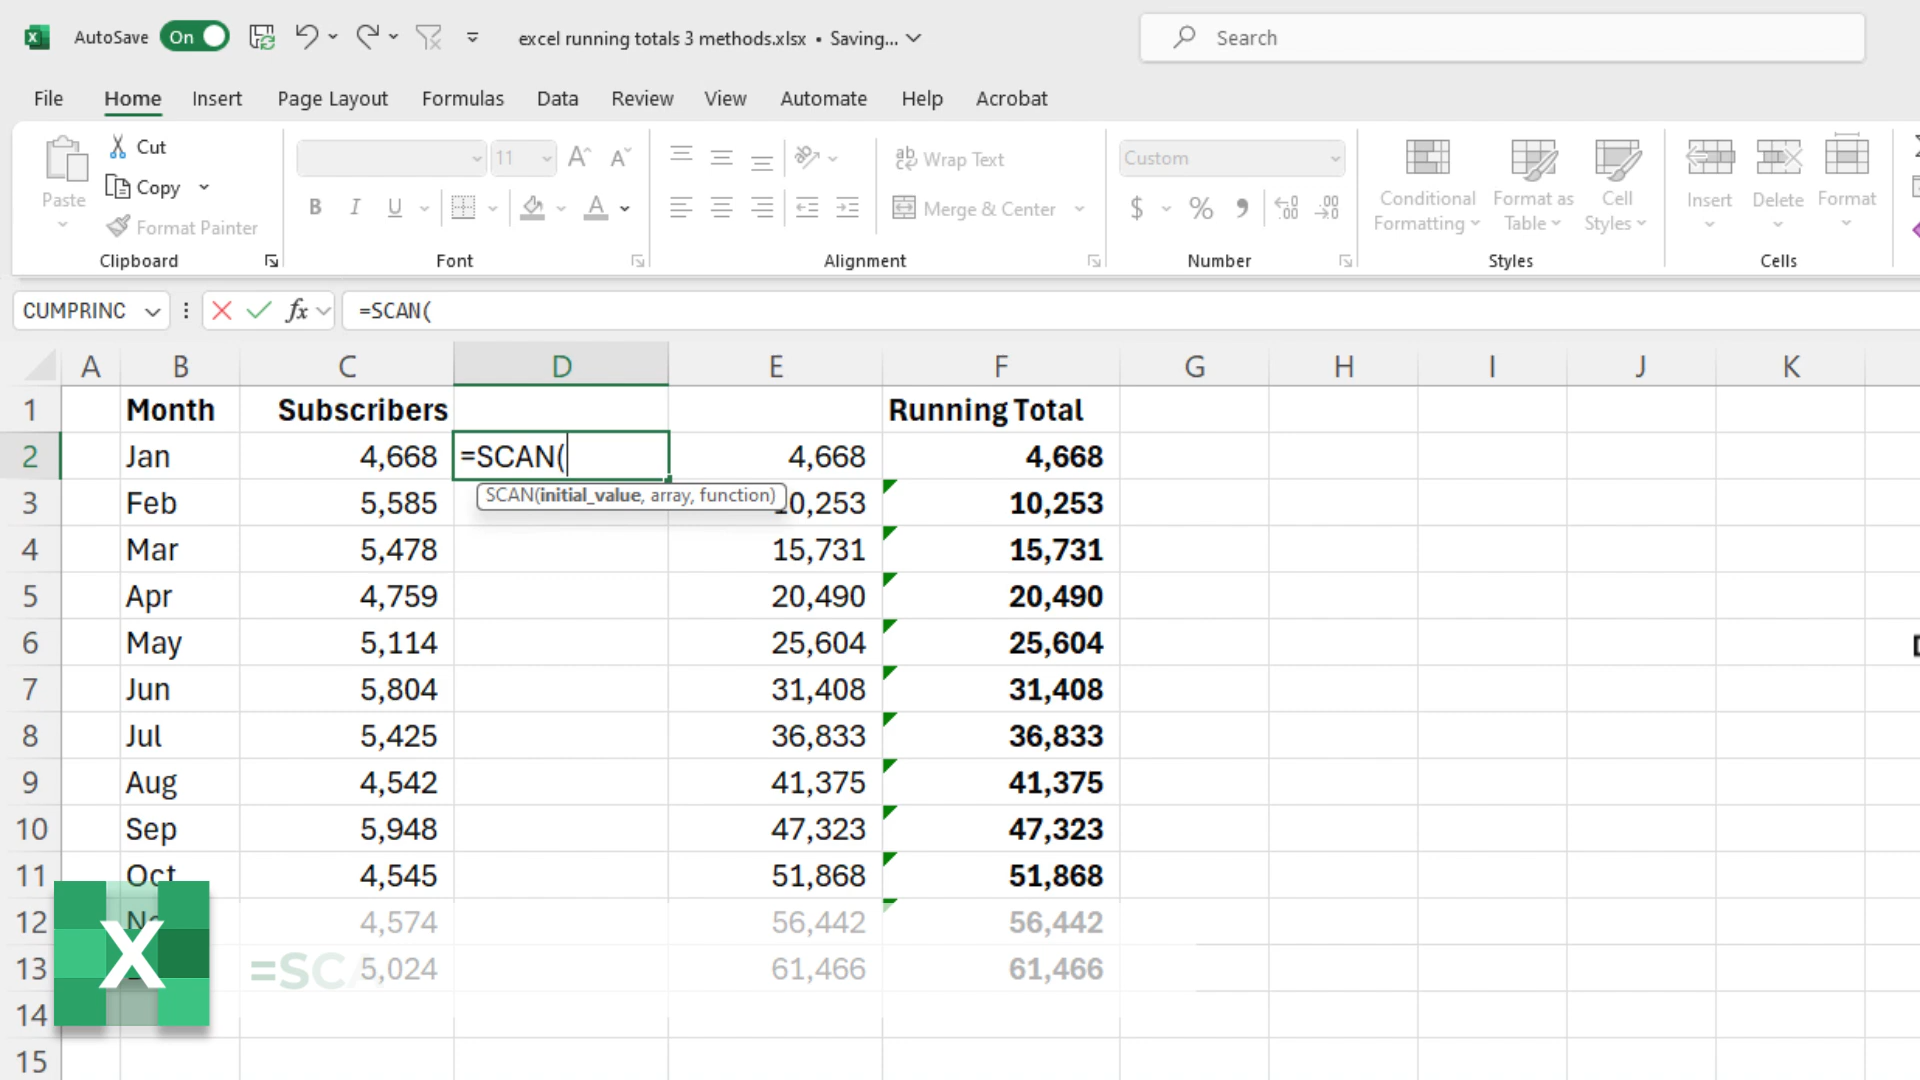 AutoSave On excel running totals 3 methods.xlsx • Saving... Search
File Home Insert Page Layout Formulas Data Review View Automate Help Acrobat
Paste Cut Copy Format Painter
11 B I U
Wrap Text Merge & Center
Custom $ % 9
Conditional Formatting Format as Table Cell Styles
Insert Delete Format
Clipboard Font Alignment Number Styles Cells
CUMPRINC fx =SCAN(
A B C D E F G H I J K
1 Month Subscribers Running Total
2 Jan 4,668 =SCAN( 4,668 4,668
SCAN(initial_value, array, function)
3 Feb 5,585 10,253 10,253
4 Mar 5,478 15,731 15,731
5 Apr 4,759 20,490 20,490
6 May 5,114 25,604 25,604
7 Jun 5,804 31,408 31,408
8 Jul 5,425 36,833 36,833
9 Aug 4,542 41,375 41,375
10 Sep 5,948 47,323 47,323
11 Oct 4,545 51,868 51,868
12 4,574 56,442 56,442
13 =SCA 5,024 61,466 61,466
14
15
X